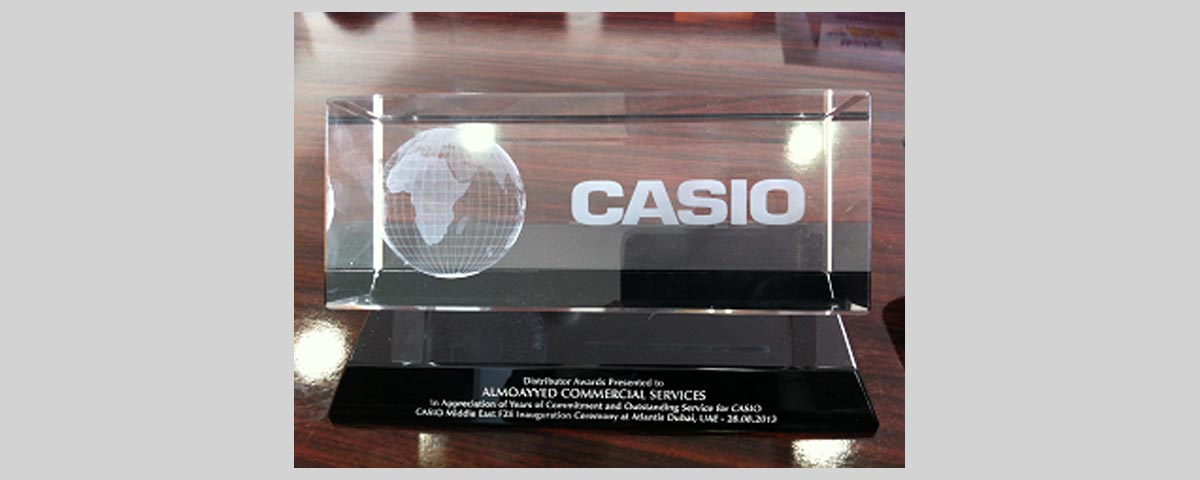 CASIO
Distributor Awards Presented to
ALMOAYYED COMMERCIAL SERVICES
In Appreciation of Years of Commitment and Outstanding Service for CASIO
CASIO Middle East FZE Inauguration Ceremony at Atlantis Dubai, UAE - 28.08.2013